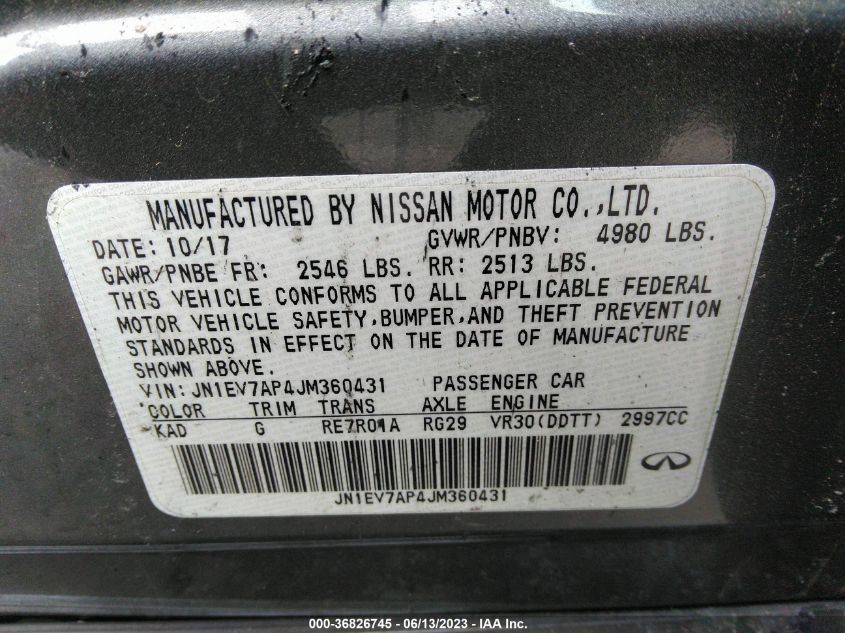 MANUFACTURED BY NISSAN MOTOR CO.,LTD.
DATE: 10/17 GVWR/PNBV: 4980 LBS.
GAWR/PNBE FR: 2546 LBS. RR: 2513 LBS.
THIS VEHICLE CONFORMS TO ALL APPLICABLE FEDERAL
MOTOR VEHICLE SAFETY,BUMPER,AND THEFT PREVENTION
STANDARDS IN EFFECT ON THE DATE OF MANUFACTURE
SHOWN ABOVE.
VIN: JN1EV7AP4JM360431 PASSENGER CAR
COLOR TRIM TRANS AXLE ENGINE
KAD G RE7R01A RG29 VR30(DDTT) 2997CC
JN1EV7AP4JM360431
000-36826745 - 06/13/2023 - IAA Inc.